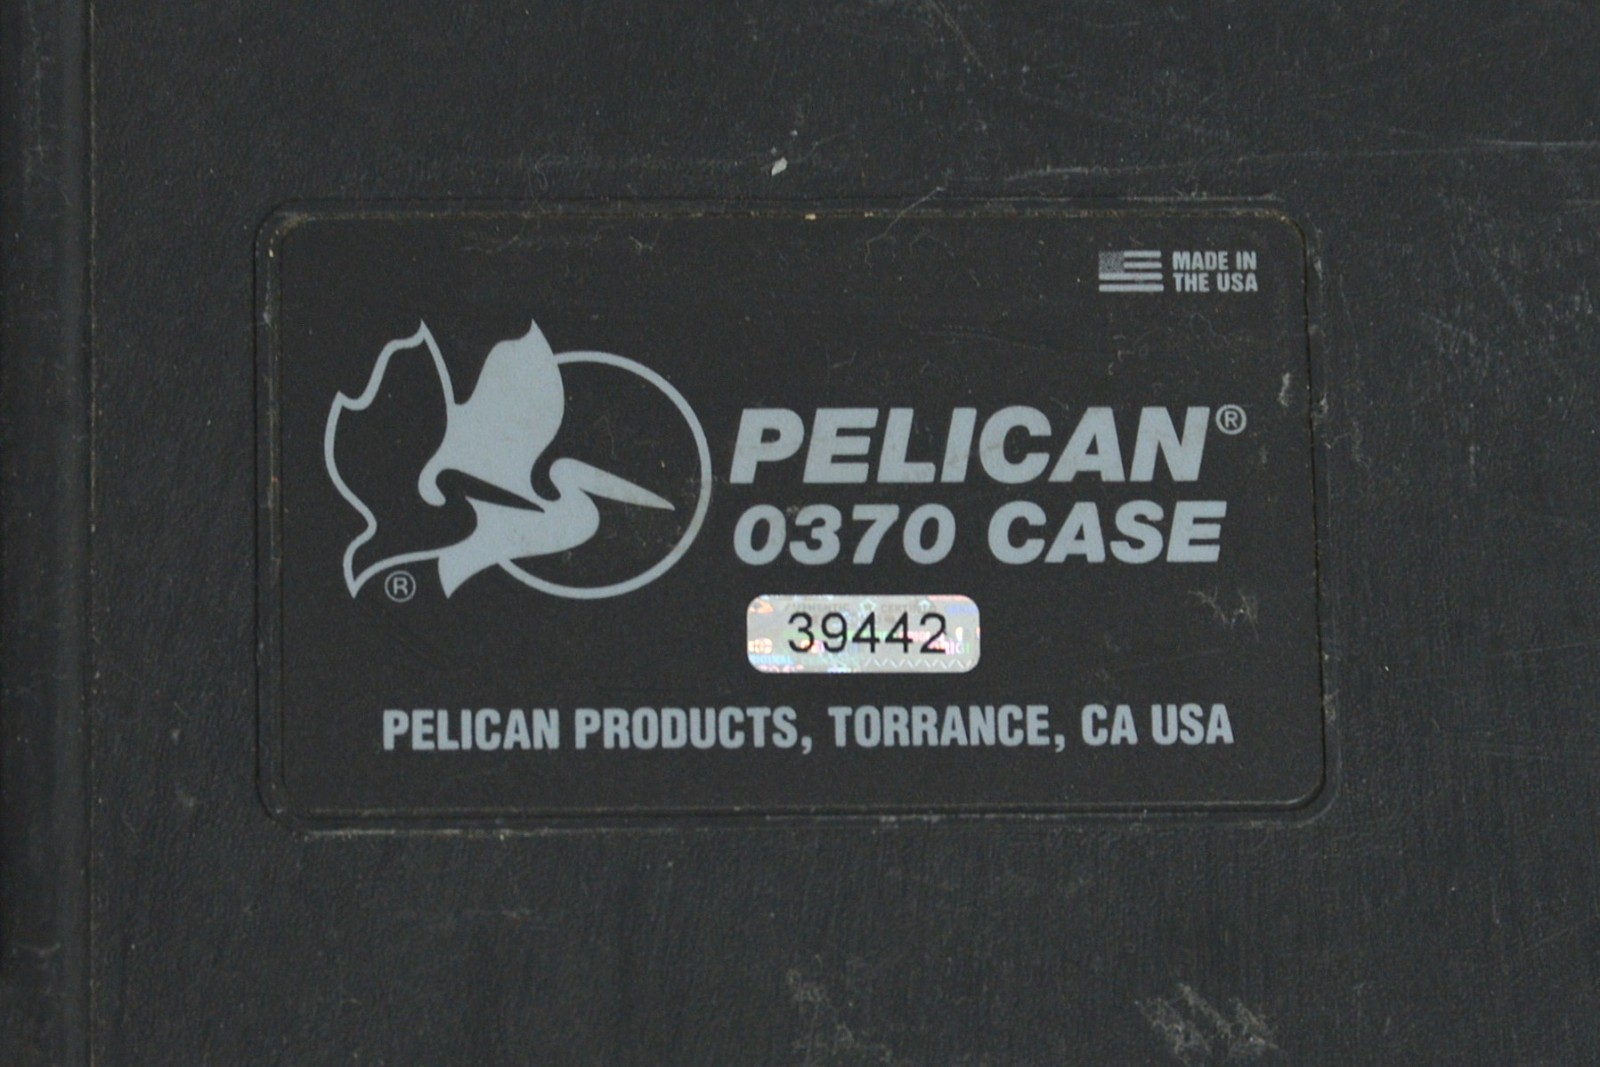 MADE IN
THE USA
PELICAN®
0370 CASE
®
39442
PELICAN PRODUCTS, TORRANCE, CA USA